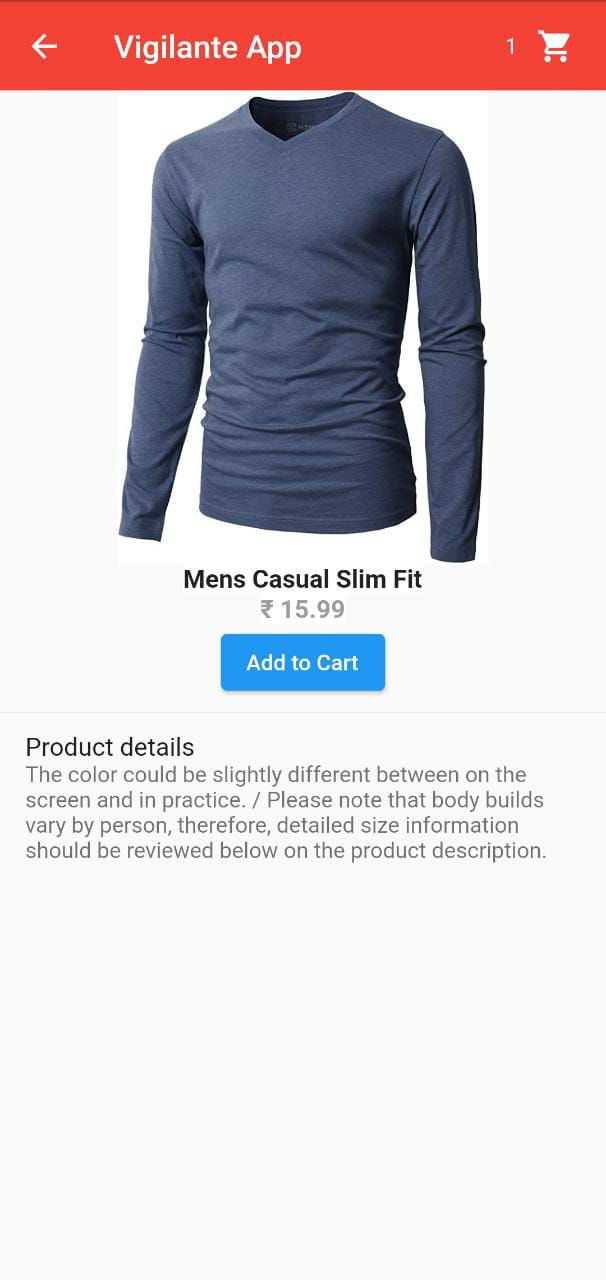 Vigilante App
1
Mens Casual Slim Fit
₹ 15.99
Add to Cart
Product details
The color could be slightly different between on the
screen and in practice. / Please note that body builds
vary by person, therefore, detailed size information
should be reviewed below on the product description.